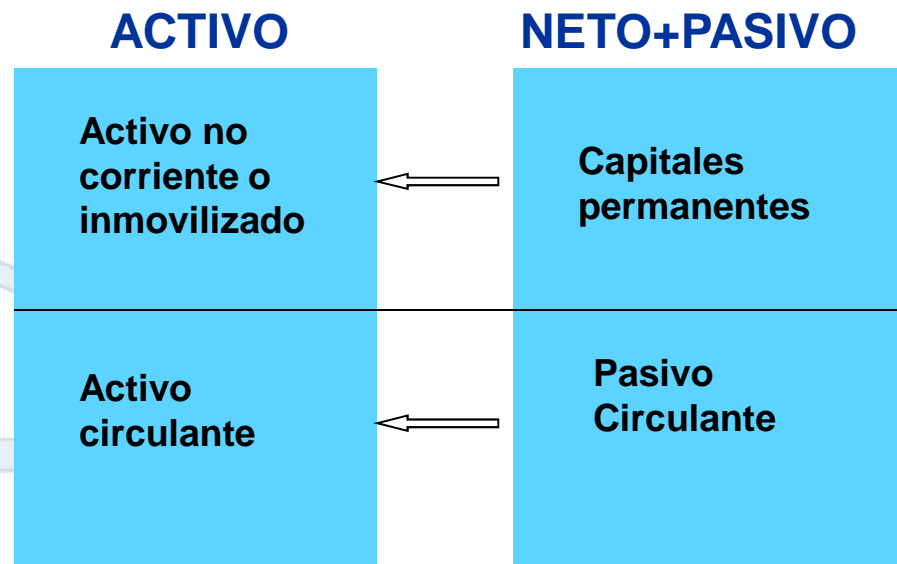 ACTIVO
NETO+PASIVO
Activo no
corriente o
inmovilizado
Capitales
permanentes
Activo
circulante
Pasivo
Circulante